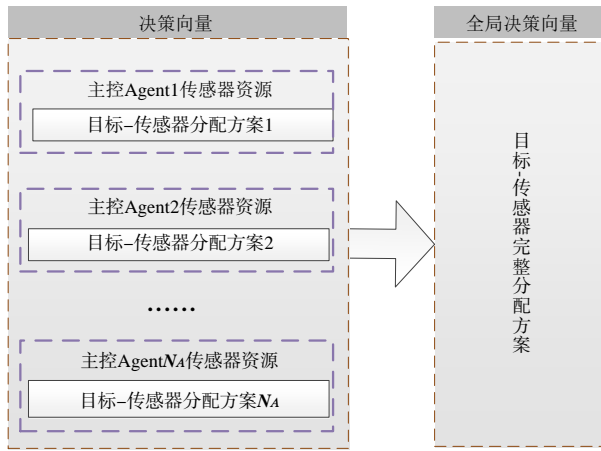 决策向量
主控Agent1传感器资源
目标–传感器分配方案1
主控Agent2传感器资源
目标–传感器分配方案2
……
主控AgentNA传感器资源
目标–传感器分配方案NA
全局决策向量
目标-传感器完整分配方案